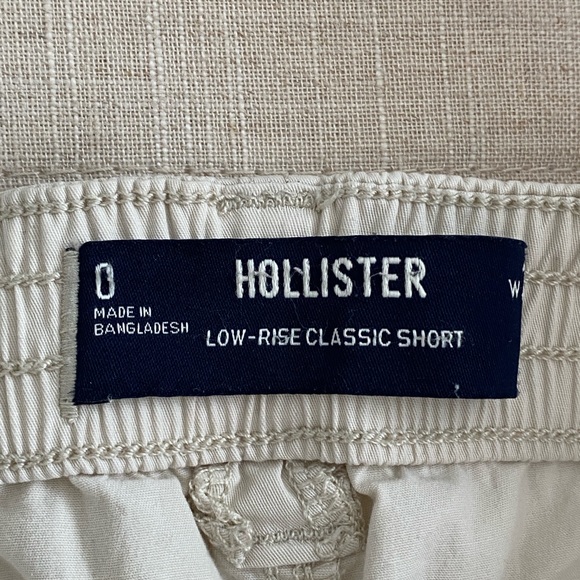 0
HOLLISTER
W
MADE IN
BANGLADESH
LOW-RISE CLASSIC SHORT